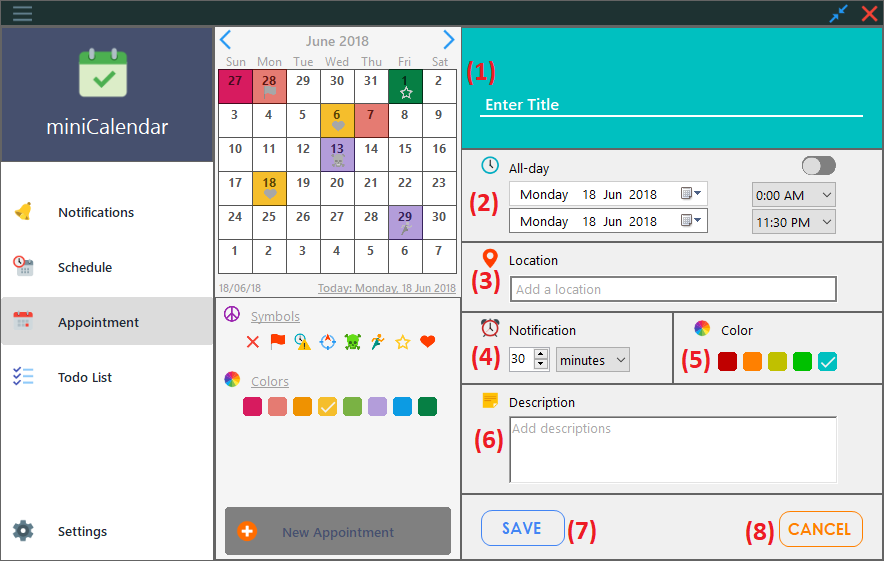 miniCalendar
Notifications
Schedule
Appointment
Todo List
Settings
June 2018
Sun Mon Tue Wed Thu Fri Sat
27 28 29 30 31 1 2
3 4 5 6 7 8 9
10 11 12 13 14 15 16
17 18 19 20 21 22 23
24 25 26 27 28 29 30
1 2 3 4 5 6 7
18/06/18 Today: Monday, 18 Jun 2018
Symbols
Colors
New Appointment
(1)
Enter Title
All-day
(2)
Monday 18 Jun 2018 0:00 AM
Monday 18 Jun 2018 11:30 PM
Location
(3)
Add a location
Notification
(4)
30 minutes
Color
(5)
Description
(6)
Add descriptions
SAVE (7)
(8) CANCEL